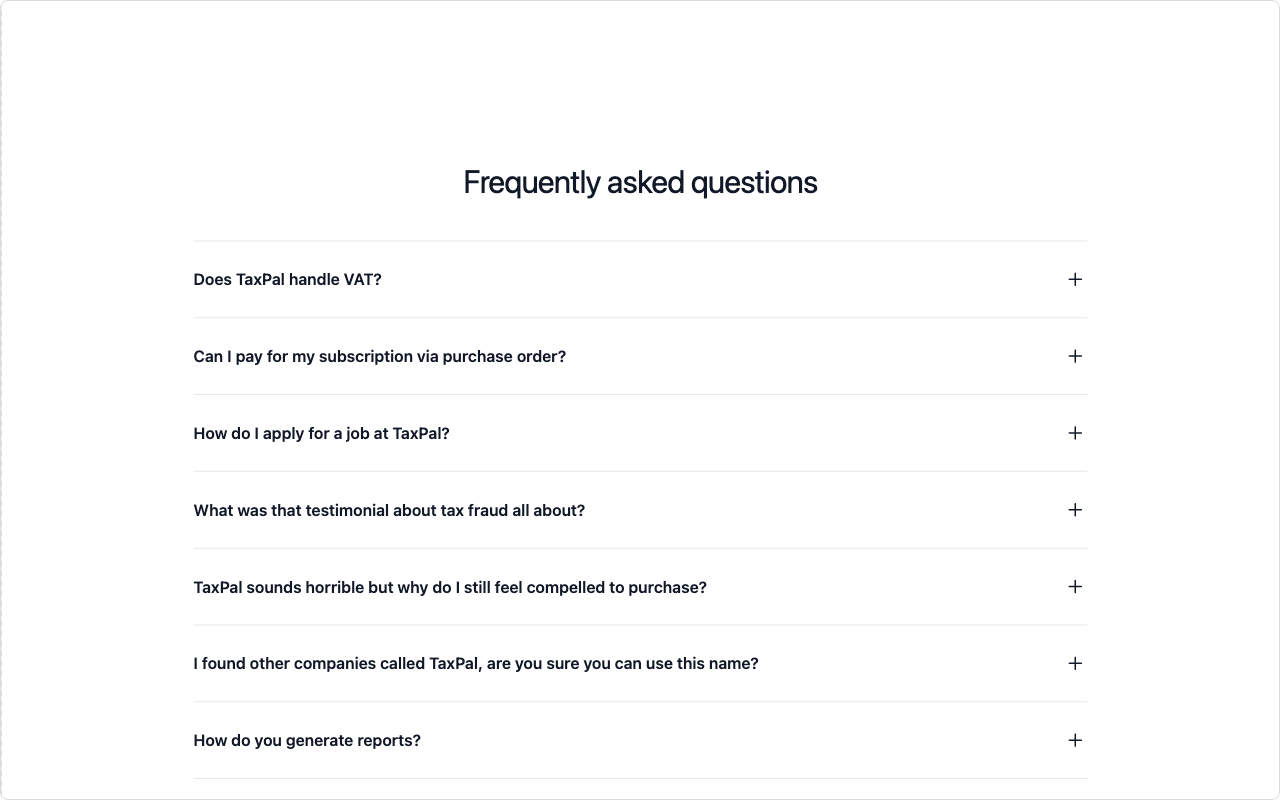 Frequently asked questions
Does TaxPal handle VAT?
Can I pay for my subscription via purchase order?
How do I apply for a job at TaxPal?
What was that testimonial about tax fraud all about?
TaxPal sounds horrible but why do I still feel compelled to purchase?
I found other companies called TaxPal, are you sure you can use this name?
How do you generate reports?